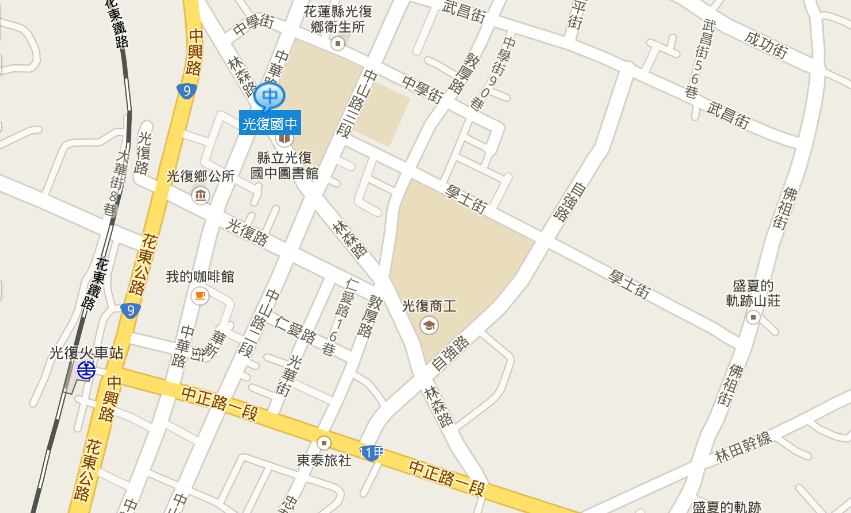 花東鐵路
中學街
花蓮縣光復
鄉衛生所
武昌街
平街
武昌街56巷
成功街
中興路
林森路
中華路
中山路三段
中學街
敦厚路
中學街90巷
9
中
光復國中
武昌街
光復路
大華街8巷
縣立光復
國中圖書館
光復鄉公所
學士街
自強路
佛祖街
光復路
林森路
花東公路
花東鐵路
我的咖啡館
仁愛路16巷
敦厚路
光復商工
學士街
盛夏的
軌跡山莊
9
中山路二段
仁愛路
中華路
華新街
光華街
自強路
光復火車站
中興路
中正路一段
林森路
佛祖街
花東公路
1甲
東泰旅社
中正路一段
林田幹線
中
中
忠
盛夏的軌跡